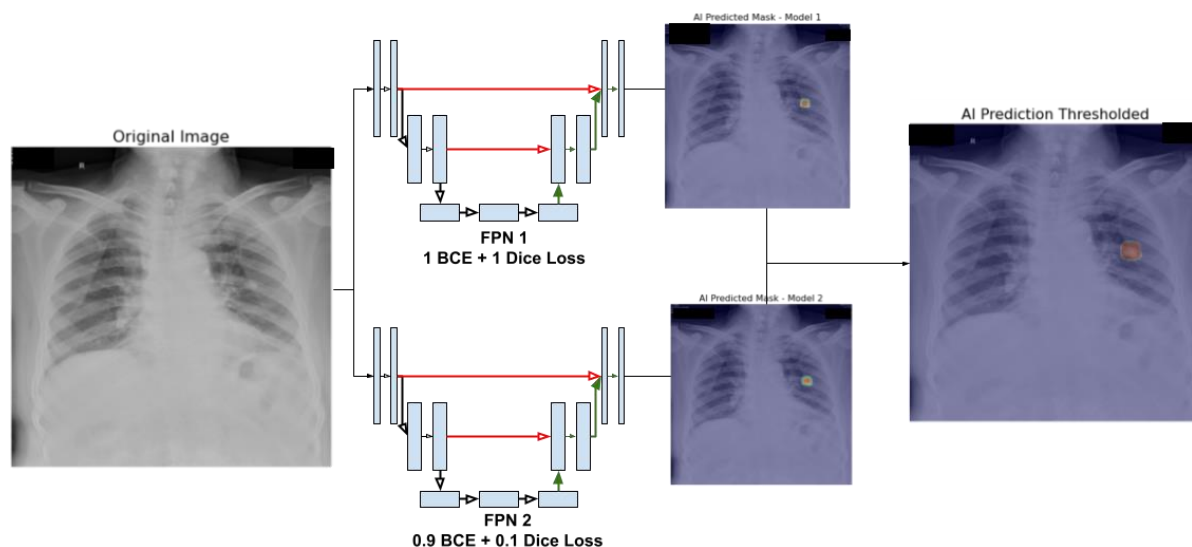 Original Image
R
FPN 1
1 BCE + 1 Dice Loss
FPN 2
0.9 BCE + 0.1 Dice Loss
AI Predicted Mask - Model 1
AI Predicted Mask - Model 2
AI Prediction Thresholded
R